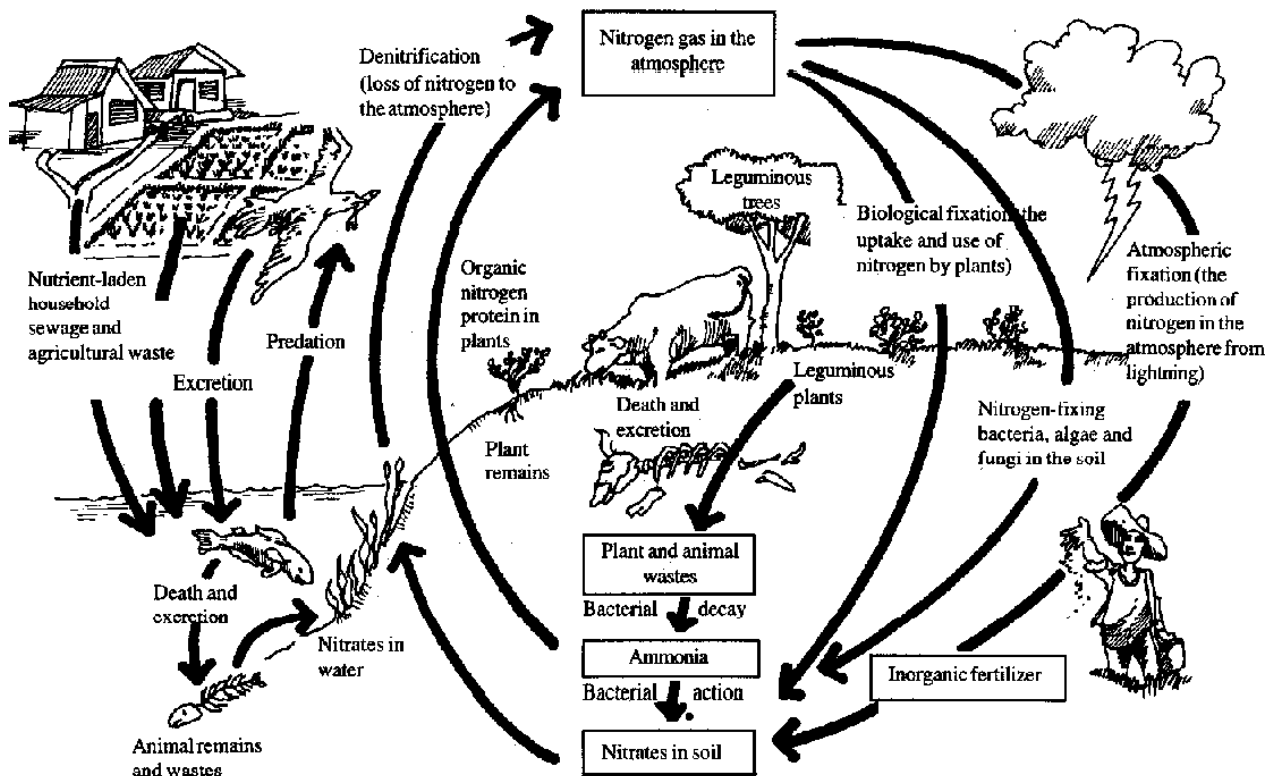 Denitrification
(loss of nitrogen to
the atmosphere)
Nitrogen gas in the
atmosphere
Leguminous
trees
Biological fixation (the
uptake and use of
nitrogen by plants)
Atmospheric
fixation (the
production of
nitrogen in the
atmosphere from
lightning)
Nutrient-laden
household
sewage and
agricultural waste
Organic
nitrogen
protein in
plants
Predation
Excretion
Leguminous
plants
Death and
excretion
Nitrogen-fixing
bacteria, algae and
fungi in the soil
Plant
remains
Plant and animal
wastes
Bacterial decay
Death and
excretion
Nitrates in
water
Ammonia
Inorganic fertilizer
Bacterial action
Nitrates in soil
Animal remains
and wastes